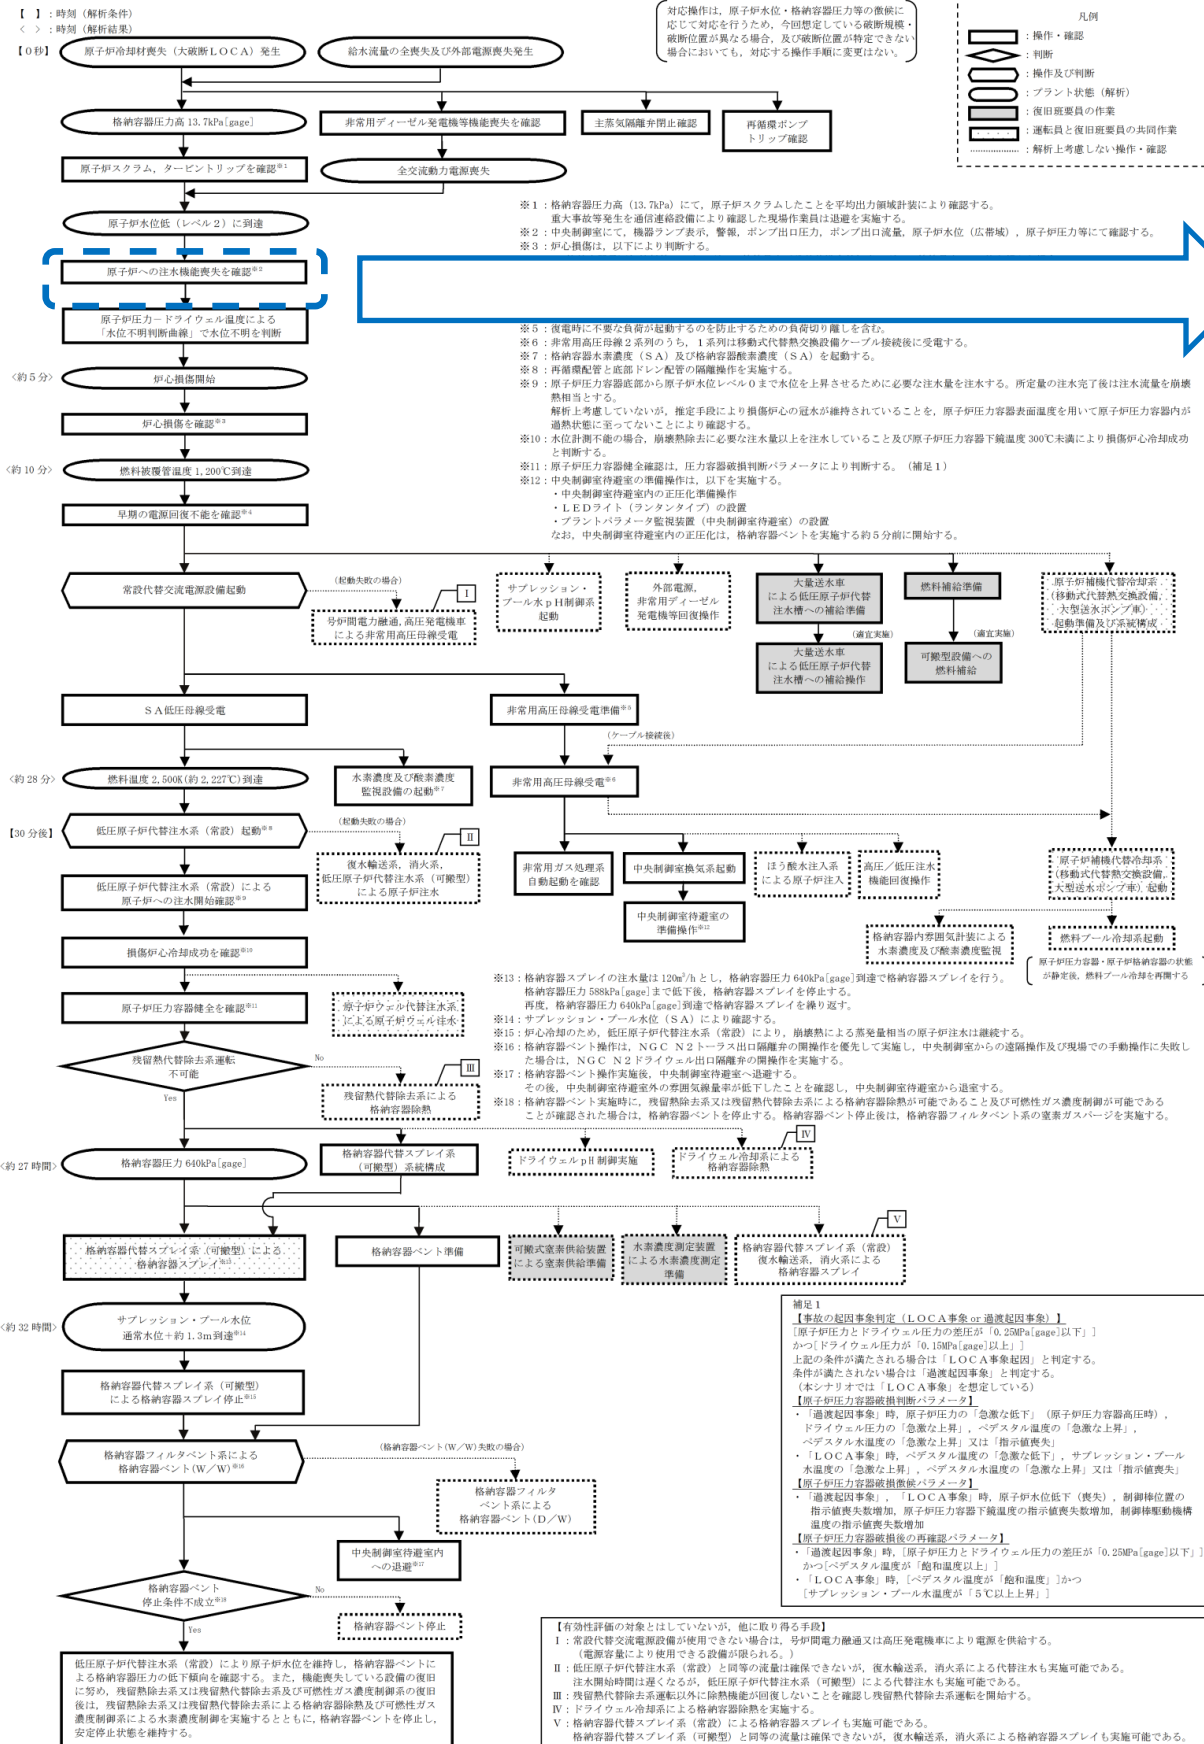 【 】：時刻（解析条件）
〈 〉：時刻（解析結果）
対応操作は，原子炉水位・格納容器圧力等の徴候に
応じて対応を行うため，今回想定している破断規模・
破断位置が異なる場合，及び破断位置が特定できない
場合においても，対応する操作手順に変更はない。
凡例
：操作・確認
：判断
：操作及び判断
：プラント状態（解析）
：復旧班要員の作業
：運転員と復旧班要員の共同作業
：解析上考慮しない操作・確認
【0秒】
原子炉冷却材喪失（大破断LOCA）発生
給水流量の全喪失及び外部電源喪失発生
格納容器圧力高 13.7kPa[gage]
非常用ディーゼル発電機等機能喪失を確認
主蒸気隔離弁閉止確認
再循環ポンプ
トリップ確認
原子炉スクラム，タービントリップを確認※1
全交流動力電源喪失
原子炉水位低（レベル2）に到達
原子炉への注水機能喪失を確認※2
原子炉圧力－ドライウェル温度による
「水位不明判断曲線」で水位不明を判断
〈約5分〉
炉心損傷開始
炉心損傷を確認※3
〈約10分〉
燃料被覆管温度 1,200℃到達
早期の電源回復不能を確認※4
※1：格納容器圧力高（13.7kPa）にて，原子炉スクラムしたことを平均出力領域計装により確認する。
重大事故等発生を通信連絡設備により確認した現場作業員は退避を実施する。
※2：中央制御室にて，機器ランプ表示，警報，ポンプ出口圧力，ポンプ出口流量，原子炉水位（広帯域），原子炉圧力等にて確認する。
※3：炉心損傷は，以下により判断する。
※5：復電時に不要な負荷が起動するのを防止するための負荷切り離しを含む。
※6：非常用高圧母線2系列のうち，1系列は移動式代替熱交換設備ケーブル接続後に受電する。
※7：格納容器水素濃度（SA）及び格納容器酸素濃度（SA）を起動する。
※8：再循環配管と底部ドレン配管の隔離操作を実施する。
※9：原子炉圧力容器底部から原子炉水位レベル0まで水位を上昇させるために必要な注水量を注水する。所定量の注水完了後は注水流量を崩壊
熱相当とする。
解析上考慮していないが，推定手段により損傷炉心の冠水が維持されていることを，原子炉圧力容器表面温度を用いて原子炉圧力容器内が
過熱状態に至ってないことにより確認する。
※10：水位計測不能の場合，崩壊熱除去に必要な注水量以上を注水していること及び原子炉圧力容器下鏡温度 300℃未満により損傷炉心冷却成功
と判断する。
※11：原子炉圧力容器健全確認は，圧力容器破損判断パラメータにより判断する。（補足1）
※12：中央制御室待避室の準備操作は，以下を実施する。
・中央制御室待避室内の正圧化準備操作
・LEDライト（ランタンタイプ）の設置
・プラントパラメータ監視装置（中央制御室待避室）の設置
なお，中央制御室待避室内の正圧化は，格納容器ベントを実施する約5分前に開始する。
常設代替交流電源設備起動
（起動失敗の場合）
I
号炉間電力融通，高圧発電機車
による非常用高圧母線受電
サプレッション・
プール水pH制御系
起動
外部電源，
非常用ディーゼル
発電機等回復操作
大量送水車
による低圧原子炉代替
注水槽への補給準備
燃料補給準備
原子炉補機代替冷却系
（移動式代替熱交換設備，
大型送水ポンプ車）
起動準備及び系統構成
（適宜実施）
（適宜実施）
大量送水車
による低圧原子炉代替
注水槽への補給操作
可搬型設備への
燃料補給
SA低圧母線受電
非常用高圧母線受電準備※5
（ケーブル接続後）
〈約28分〉
燃料温度 2,500K(約 2,227℃)到達
水素濃度及び酸素濃度
監視設備の起動※7
非常用高圧母線受電※6
【30分後】
低圧原子炉代替注水系（常設）起動※8
（起動失敗の場合）
II
復水輸送系，消火系，
低圧原子炉代替注水系（可搬型）
による原子炉注水
非常用ガス処理系
自動起動を確認
中央制御室換気系起動
ほう酸水注入系
による原子炉注入
高圧／低圧注水
機能回復操作
原子炉補機代替冷却系
（移動式代替熱交換設備，
大型送水ポンプ車）起動
低圧原子炉代替注水系（常設）による
原子炉への注水開始確認※9
中央制御室待避室の
準備操作※12
格納容器内雰囲気計装による
水素濃度及び酸素濃度監視
燃料プール冷却系起動
損傷炉心冷却成功を確認※10
原子炉圧力容器・原子炉格納容器の状態
が静定後，燃料プール冷却を再開する
原子炉圧力容器健全を確認※11
原子炉ウェル代替注水系
による原子炉ウェル注水
※13：格納容器スプレイの注水量は 120m³/h とし，格納容器圧力 640kPa[gage]到達で格納容器スプレイを行う。
格納容器圧力 588kPa[gage]まで低下後，格納容器スプレイを停止する。
再度，格納容器圧力 640kPa[gage]到達で格納容器スプレイを繰り返す。
※14：サプレッション・プール水位（SA）により確認する。
※15：炉心冷却のため，低圧原子炉代替注水系（常設）により，崩壊熱による蒸発量相当の原子炉注水は継続する。
※16：格納容器ベント操作は，NGC N2トーラス出口隔離弁の開操作を優先して実施し，中央制御室からの遠隔操作及び現場での手動操作に失敗し
た場合は，NGC N2ドライウェル出口隔離弁の開操作を実施する。
※17：格納容器ベント操作実施後，中央制御室待避室へ退避する。
その後，中央制御室待避室外の雰囲気線量率が低下したことを確認し，中央制御室待避室から退室する。
※18：格納容器ベント実施時に，残留熱除去系又は残留熱代替除去系による格納容器除熱が可能であること及び可燃性ガス濃度制御が可能である
ことが確認された場合は，格納容器ベントを停止する。格納容器ベント停止後は，格納容器フィルタベント系の窒素ガスパージを実施する。
残留熱代替除去系運転
不可能
No
Yes
III
残留熱代替除去系による
格納容器除熱
IV
〈約27時間〉
格納容器圧力 640kPa[gage]
格納容器代替スプレイ系
（可搬型）系統構成
ドライウェルpH制御実施
ドライウェル冷却系による
格納容器除熱
V
格納容器代替スプレイ系（可搬型）による
格納容器スプレイ※13
格納容器ベント準備
可搬式窒素供給装置
による窒素供給準備
水素濃度測定装置
による水素濃度測定
準備
格納容器代替スプレイ系（常設）
復水輸送系，消火系による
格納容器スプレイ
〈約32時間〉
サプレッション・プール水位
通常水位＋約1.3m到達※14
格納容器代替スプレイ系（可搬型）
による格納容器スプレイ停止※15
格納容器フィルタベント系による
格納容器ベント(W／W)※16
（格納容器ベント(W／W)失敗の場合）
格納容器フィルタ
ベント系による
格納容器ベント(D／W)
中央制御室待避室内
への退避※17
格納容器ベント
停止条件不成立※18
No
Yes
格納容器ベント停止
低圧原子炉代替注水系（常設）により原子炉水位を維持し，格納容器ベントに
よる格納容器圧力の低下傾向を確認する。また，機能喪失している設備の復旧
に努め，残留熱除去系又は残留熱代替除去系及び可燃性ガス濃度制御系の復旧
後は，残留熱除去系又は残留熱代替除去系による格納容器除熱及び可燃性ガス
濃度制御系による水素濃度制御を実施するとともに，格納容器ベントを停止し，
安定停止状態を維持する。
補足1
【事故の起因事象判定（LOCA事象 or 過渡起因事象）】
[原子炉圧力とドライウェル圧力の差圧が「0.25MPa[gage]以下」]
かつ[ドライウェル圧力が「0.15MPa[gage]以上」]
上記の条件が満たされる場合は「LOCA事象起因」と判定する。
条件が満たされない場合は「過渡起因事象」と判定する。
（本シナリオでは「LOCA事象」を想定している）
【原子炉圧力容器破損判断パラメータ】
・「過渡起因事象」時，原子炉圧力の「急激な低下」（原子炉圧力容器高圧時），
ドライウェル圧力の「急激な上昇」，ペデスタル温度の「急激な上昇」，
ペデスタル水温度の「急激な上昇」又は「指示値喪失」
・「LOCA事象」時，ペデスタル温度の「急激な低下」，サプレッション・プール
水温度の「急激な上昇」，ペデスタル水温度の「急激な上昇」又は「指示値喪失」
【原子炉圧力容器破損徴候パラメータ】
・「過渡起因事象」，「LOCA事象」時，原子炉水位低下（喪失），制御棒位置の
指示値喪失数増加，原子炉圧力容器下鏡温度の指示値喪失数増加，制御棒駆動機構
温度の指示値喪失数増加
【原子炉圧力容器破損後の再確認パラメータ】
・「過渡起因事象」時，[原子炉圧力とドライウェル圧力の差圧が「0.25MPa[gage]以下」]
かつ[ペデスタル温度が「飽和温度以上」]
・「LOCA事象」時，[ペデスタル温度が「飽和温度」]かつ
[サプレッション・プール水温度が「5℃以上上昇」]
【有効性評価の対象とはしていないが，他に取り得る手段】
I：常設代替交流電源設備が使用できない場合は，号炉間電力融通又は高圧発電機車により電源を供給する。
（電源容量により使用できる設備が限られる。）
II：低圧原子炉代替注水系（常設）と同等の流量は確保できないが，復水輸送系，消火系による代替注水も実施可能である。
注水開始時間は遅くなるが，低圧原子炉代替注水系（可搬型）による代替注水も実施可能である。
III：残留熱代替除去系運転以外に除熱機能が回復しないことを確認し残留熱代替除去系運転を開始する。
IV：ドライウェル冷却系による格納容器除熱を実施する。
V：格納容器代替スプレイ系（常設）による格納容器スプレイも実施可能である。
格納容器代替スプレイ系（可搬型）と同等の流量は確保できないが，復水輸送系，消火系による格納容器スプレイも実施可能である。